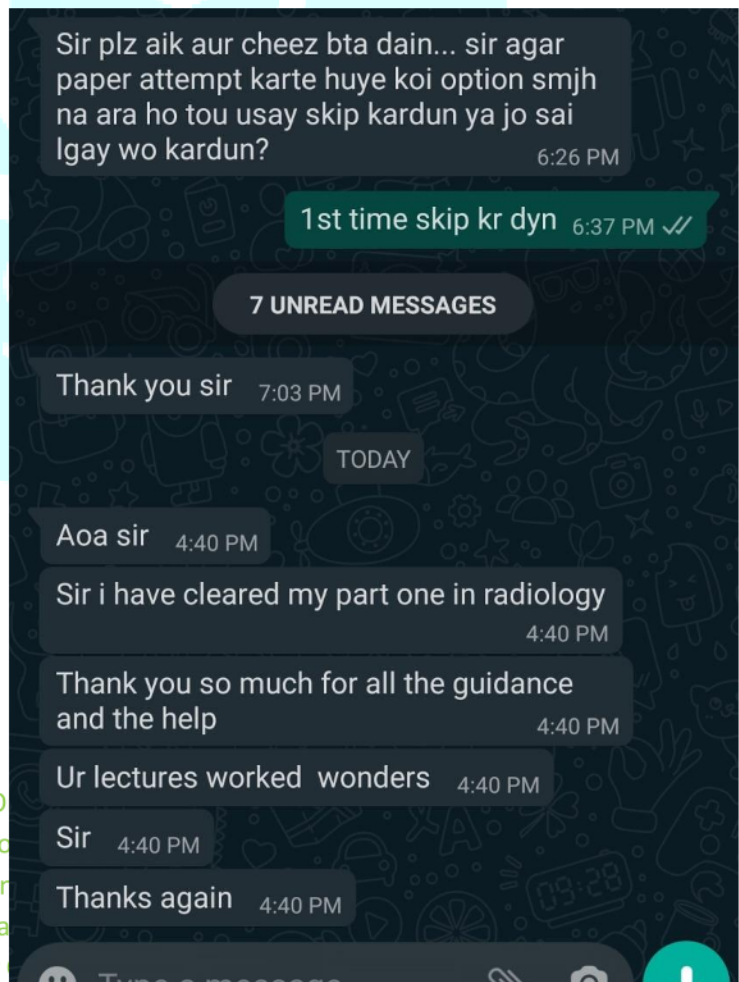 Sir plz aik aur cheez bta dain... sir agar
paper attempt karte huye koi option smjh
na ara ho tou usay skip kardun ya jo sai
lgay wo kardun?
6:26 PM
1st time skip kr dyn 6:37 PM
7 UNREAD MESSAGES
Thank you sir 7:03 PM
TODAY
Aoa sir 4:40 PM
Sir i have cleared my part one in radiology
4:40 PM
Thank you so much for all the guidance
and the help 4:40 PM
Ur lectures worked wonders 4:40 PM
Sir 4:40 PM
Thanks again 4:40 PM
Type a message